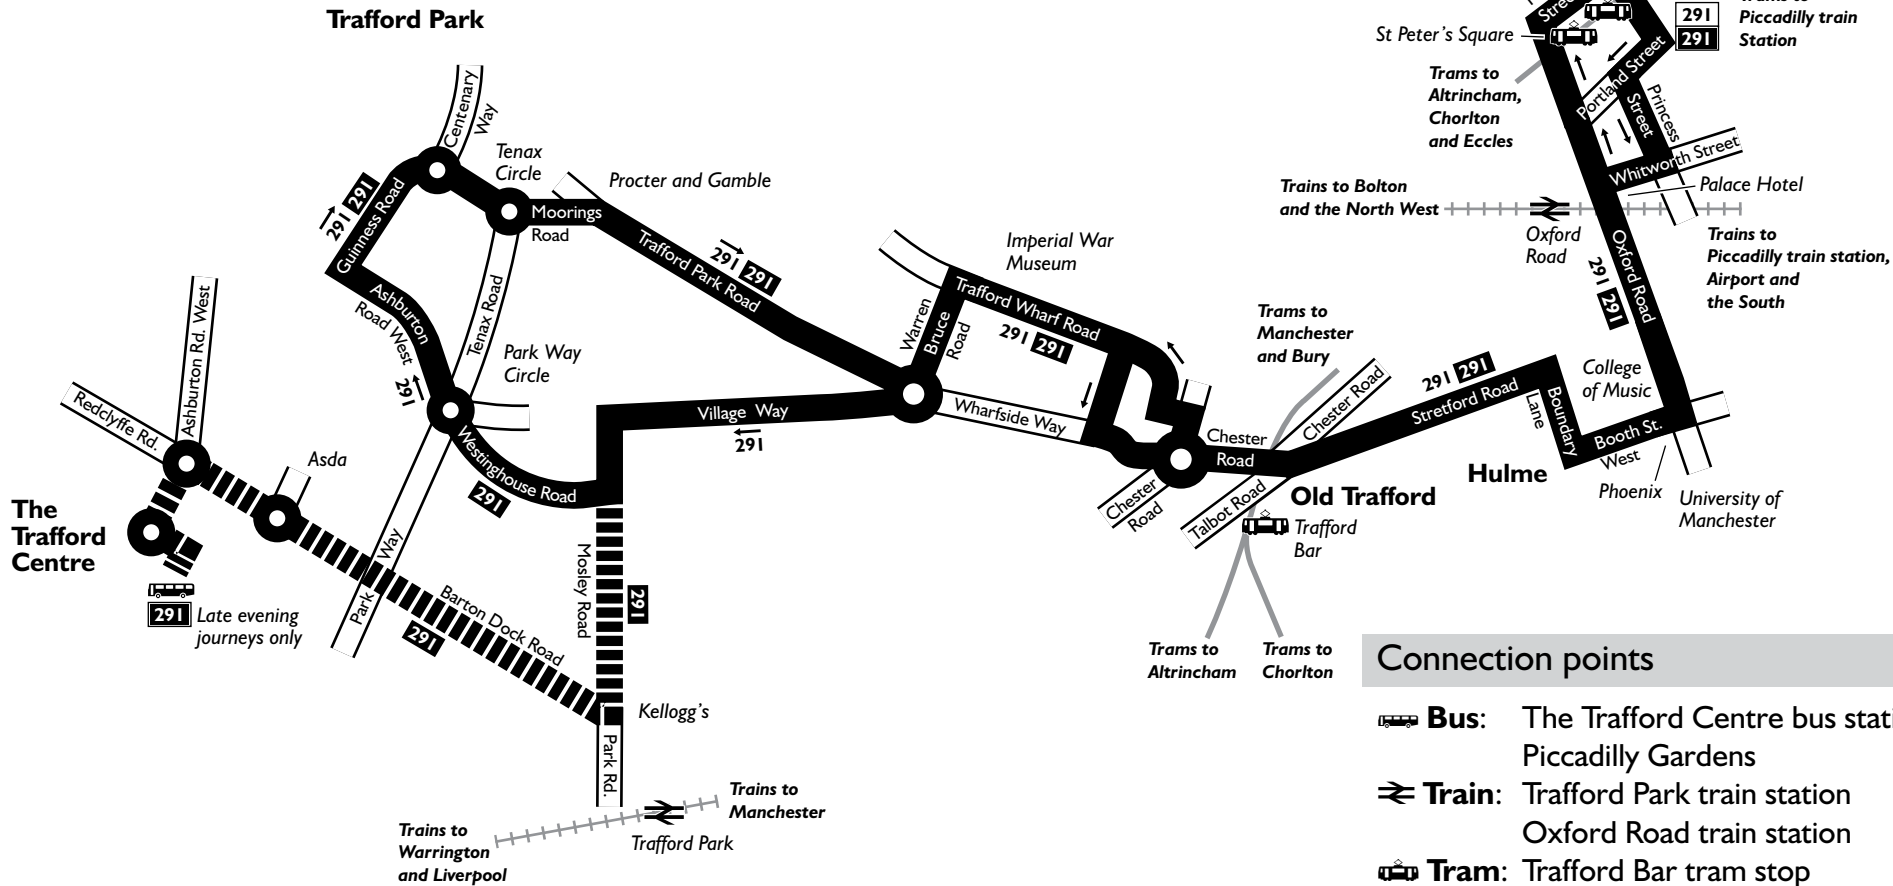 Trafford Park
Centenary
Way
Tenax
Circle
Procter and Gamble
Moorings
Road
Guinness Road
291 291
Ashburton
Road West
Tenax Road
Trafford Park Road
291 291
Park Way
Circle
291
Redclyffe Rd.
Ashburton Rd. West
Asda
Westinghouse Road
291
Village Way
291
The
Trafford
Centre
291 Late evening
journeys only
Park
Way
Barton Dock Road
291
Mosley Road
291
Kellogg's
Park Rd.
Trains to
Manchester
Trafford Park
Trains to
Warrington
and Liverpool
Imperial War
Museum
Warren
Bruce
Road
Trafford Wharf Road
291 291
Wharfside Way
Chester
Road
Chester
Road
Talbot Road
Chester Road
Trams to
Manchester
and Bury
Old Trafford
Trafford
Bar
Trams to
Altrincham
Trams to
Chorlton
Stretford Road
291 291
Boundary
Lane
Hulme
Booth St.
West
Phoenix
University of
Manchester
College
of Music
Oxford Road
291 291
Trains to Bolton
and the North West
Oxford
Road
Trains to
Piccadilly train station,
Airport and
the South
Palace Hotel
Whitworth Street
Princess
Street
Portland Street
St Peter's Square
Trams to
Altrincham,
Chorlton
and Eccles
291
291
Piccadilly train
Station
Connection points
Bus: The Trafford Centre bus
Piccadilly Gardens
Train: Trafford Park train station
Oxford Road train station
Tram: Trafford Bar tram stop